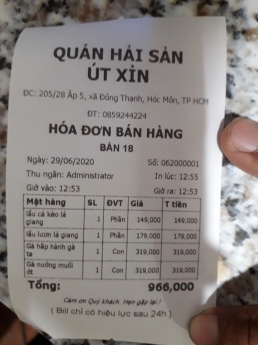 QUÁN HẢI SẢN
ÚT XỈN
ĐC: 205/2B Ấp 5, xã Đông Thạnh, Hóc Môn, TP HCM
ĐT: 0859244224
HÓA ĐƠN BÁN HÀNG
BÀN 18
Ngày: 29/06/2020 Số: 062000001
Thu ngân: Administrator In lúc: 12:55
Giờ vào: 12:53 Giờ ra: 12:53
Mặt hàng SL ĐVT Giá T tiền
lẩu cá kèo lá giang 1 Phần 149,000 149,000
lẩu lươn lá giang 1 Phần 179,000 179,000
Gà hấp hành gà ta 1 Con 319,000 319,000
Gà nướng muối ớt 1 Con 319,000 319,000
Tổng: 966,000
Cám ơn Quý khách. Hẹn gặp lại!
( Bill chỉ có hiệu lực sau 24h )